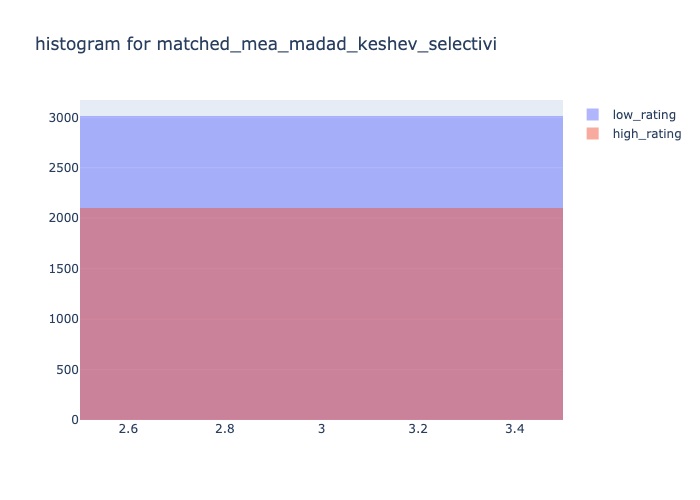 histogram for matched_mea_madad_keshev_selectivi
low_rating
high_rating
3000
2500
2000
1500
1000
500
0
2.6 2.8 3 3.2 3.4